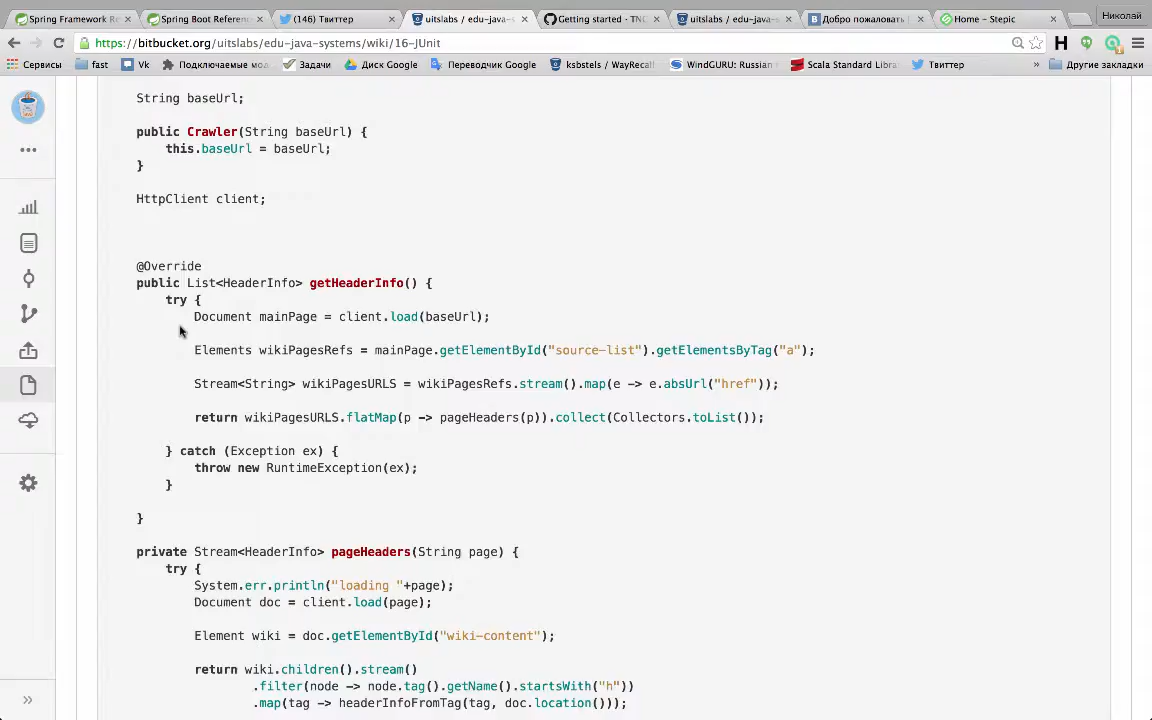 Spring Framework Re
Spring Boot Referenc
(146) Твиттер
uitslabs / edu-java-s
Getting started - TNC
uitslabs / edu-java-
Добро пожаловать
Home - Stepic
Николай
https://bitbucket.org/uitslabs/edu-java-systems/wiki/16-JUnit
Сервисы
fast
Vk
Подключаемые мод
Задачи
Диск Google
Переводчик Google
ksbstels / WayRecall
WindGURU: Russian
Scala Standard Libra
Твиттер
»
Другие закладки
String baseUrl;
public Crawler(String baseUrl) {
this.baseUrl = baseUrl;
}
HttpClient client;
@Override
public List<HeaderInfo> getHeaderInfo() {
try {
Document mainPage = client.load(baseUrl);
Elements wikiPagesRefs = mainPage.getElementById("source-list").getElementsByTag("a");
Stream<String> wikiPagesURLS = wikiPagesRefs.stream().map(e -> e.absUrl("href"));
return wikiPagesURLS.flatMap(p -> pageHeaders(p)).collect(Collectors.toList());
} catch (Exception ex) {
throw new RuntimeException(ex);
}
}
private Stream<HeaderInfo> pageHeaders(String page) {
try {
System.err.println("loading "+page);
Document doc = client.load(page);
Element wiki = doc.getElementById("wiki-content");
return wiki.children().stream()
.filter(node -> node.tag().getName().startsWith("h"))
.map(tag -> headerInfoFromTag(tag, doc.location()));